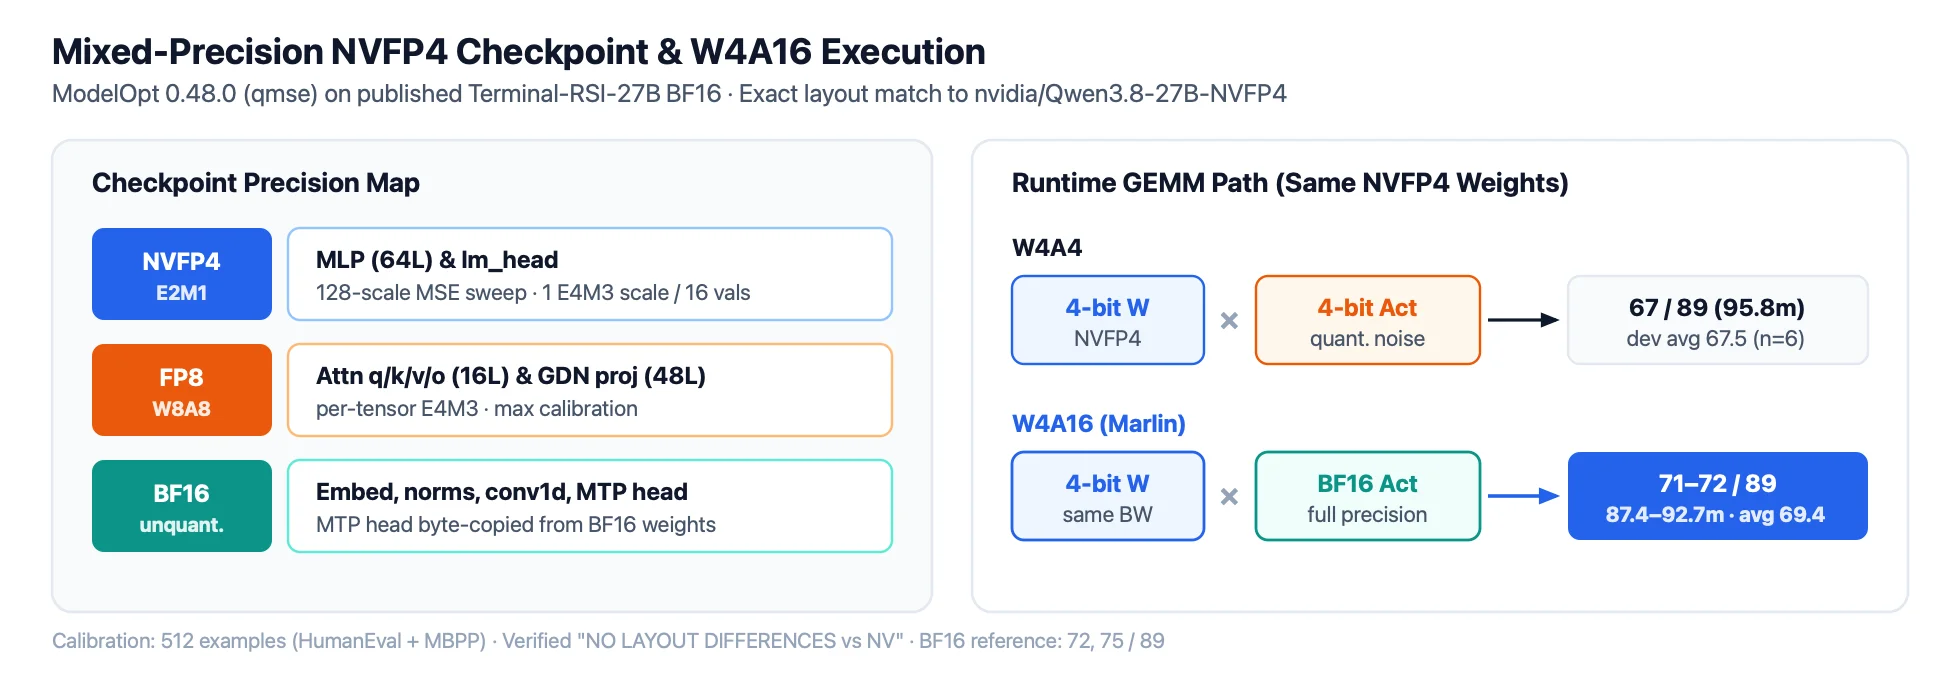 Mixed-Precision NVFP4 Checkpoint & W4A16 Execution
ModelOpt 0.48.0 (qmse) on published Terminal-RSI-27B BF16 · Exact layout match to nvidia/Qwen3.8-27B-NVFP4
Checkpoint Precision Map
NVFP4
E2M1
MLP (64L) & lm_head
128-scale MSE sweep · 1 E4M3 scale / 16 vals
FP8
W8A8
Attn q/k/v/o (16L) & GDN proj (48L)
per-tensor E4M3 · max calibration
BF16
unquant.
Embed, norms, conv1d, MTP head
MTP head byte-copied from BF16 weights
Runtime GEMM Path (Same NVFP4 Weights)
W4A4
4-bit W
NVFP4
×
4-bit Act
quant. noise
67 / 89 (95.8m)
dev avg 67.5 (n=6)
W4A16 (Marlin)
4-bit W
same BW
×
BF16 Act
full precision
71–72 / 89
87.4–92.7m · avg 69.4
Calibration: 512 examples (HumanEval + MBPP) · Verified "NO LAYOUT DIFFERENCES vs NV" · BF16 reference: 72, 75 / 89